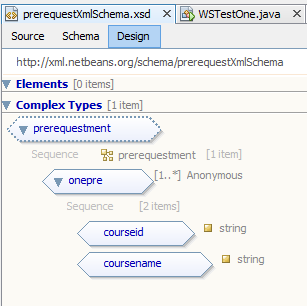 prerequestXmlSchema.xsd WSTestOne.java
Source Schema Design
http://xml.netbeans.org/schema/prerequestXmlSchema
Elements [0 items]
Complex Types [1 item]
prerequestment
Sequence prerequestment [1 item]
onepre [1..*] Anonymous
Sequence [2 items]
courseid string
coursename string